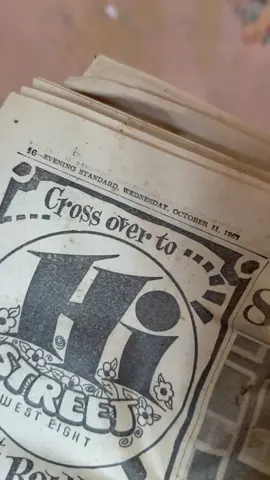 16—EVENING STANDARD, WEDNESDAY, OCTOBER 11, 1967
Cross over to
Hi
STREET
WEST EIGHT